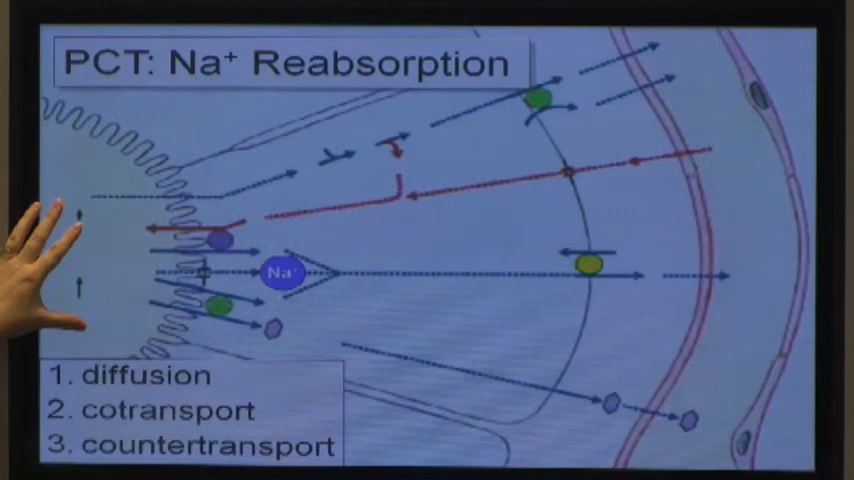 PCT: Na⁺ Reabsorption
Na⁺
1. diffusion
2. cotransport
3. countertransport